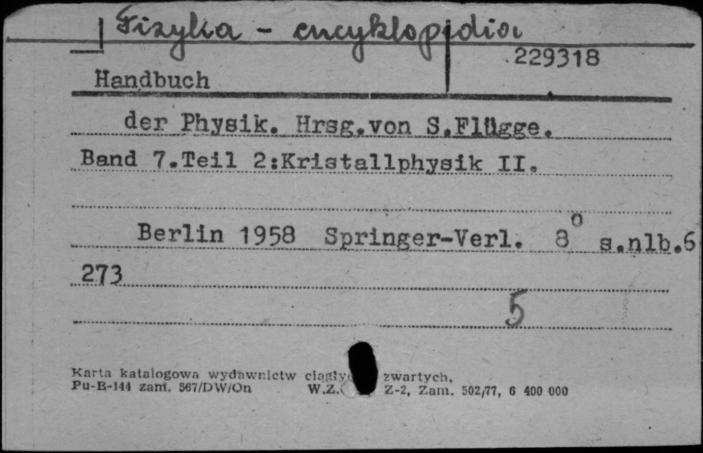 Fizyka - encyklopedia
229318
Handbuch
der Physik. Hrsg.von S.Flügge.
Band 7.Teil 2:Kristallphysik II.
Berlin 1958 Springer-Verl. 8° s.nlb.6
273
5
Karta katalogowa wydawnictw zwartych,
Pu-B-144 zam. 567/DW/On W.Z. Z-2, Zam. 502/77, 6 400 000